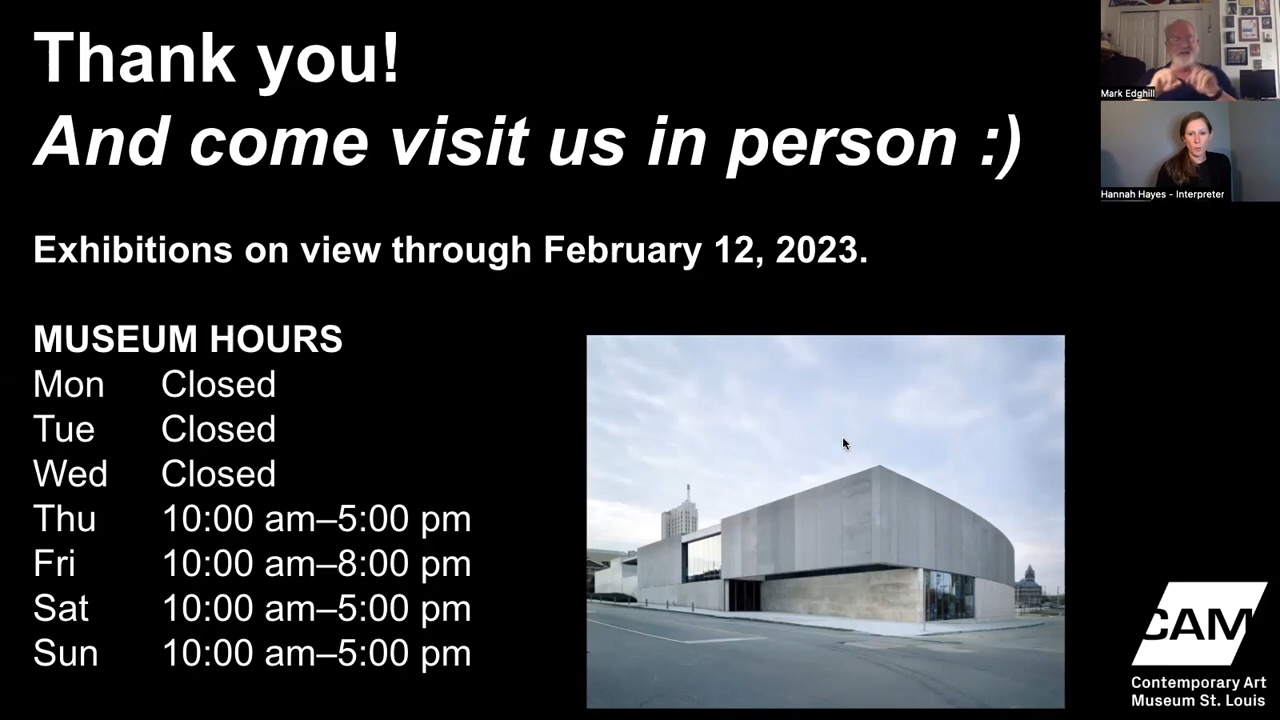 Thank you!
And come visit us in person :)
Exhibitions on view through February 12, 2023.
MUSEUM HOURS
Mon Closed
Tue Closed
Wed Closed
Thu 10:00 am–5:00 pm
Fri 10:00 am–8:00 pm
Sat 10:00 am–5:00 pm
Sun 10:00 am–5:00 pm
Mark Edghill
Hannah Hayes - Interpreter
CAM
Contemporary Art
Museum St. Louis